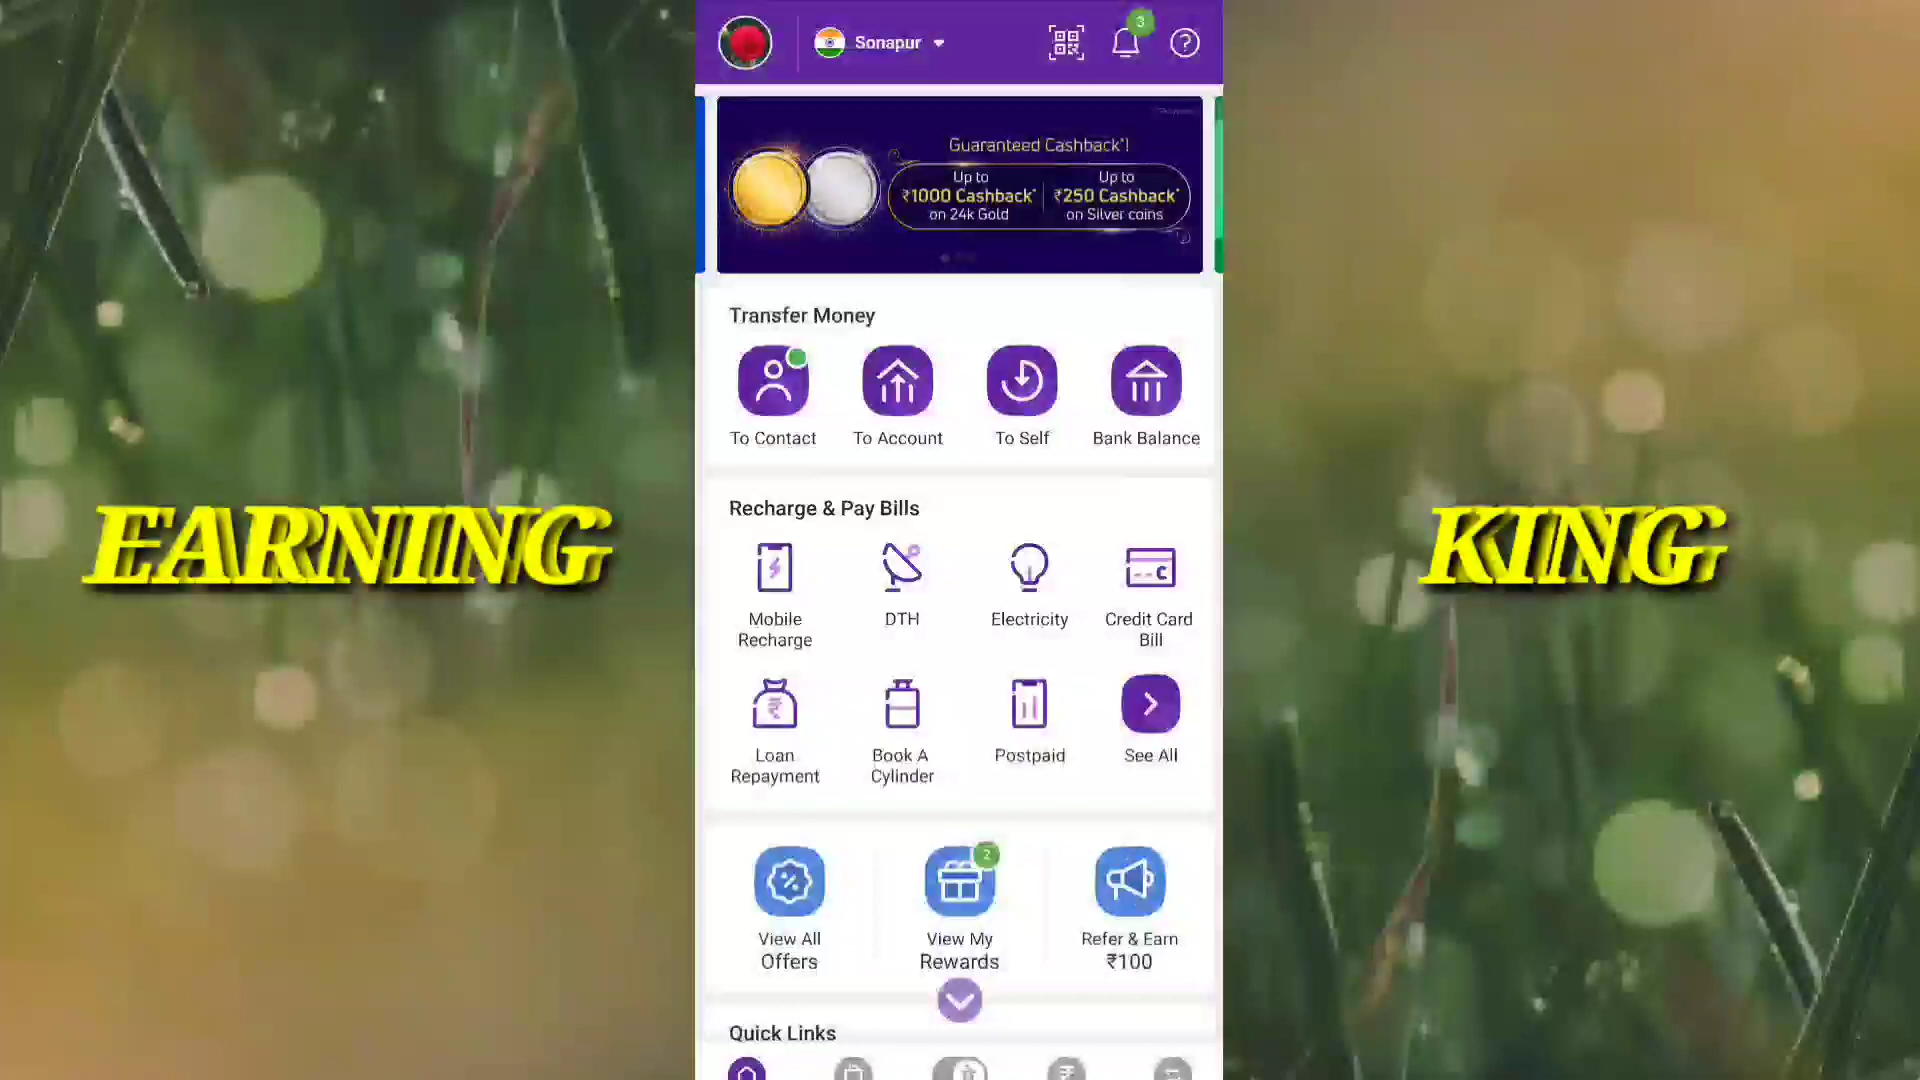 Sonapur
3
Guaranteed Cashback*!
Up to
₹1000 Cashback*
on 24k Gold
Up to
₹250 Cashback*
on Silver coins
Transfer Money
To Contact
To Account
To Self
Bank Balance
EARNING
KING
Recharge & Pay Bills
Mobile
Recharge
DTH
Electricity
Credit Card
Bill
Loan
Repayment
Book A
Cylinder
Postpaid
See All
2
View All
Offers
View My
Rewards
Refer & Earn
₹100
Quick Links